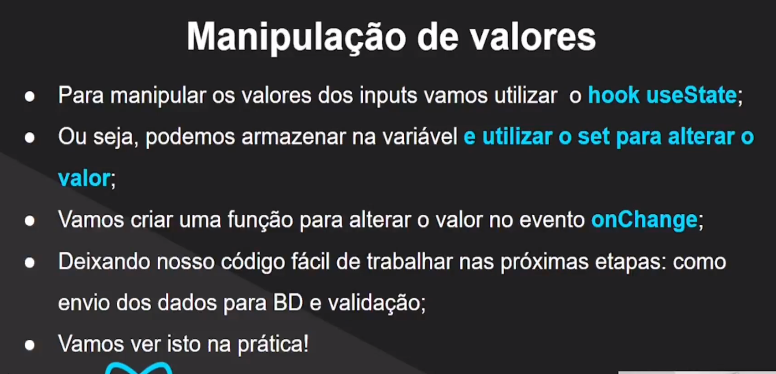 Manipulação de valores
● Para manipular os valores dos inputs vamos utilizar o hook useState;
● Ou seja, podemos armazenar na variável e utilizar o set para alterar o
valor;
● Vamos criar uma função para alterar o valor no evento onChange;
● Deixando nosso código fácil de trabalhar nas próximas etapas: como
envio dos dados para BD e validação;
● Vamos ver isto na prática!